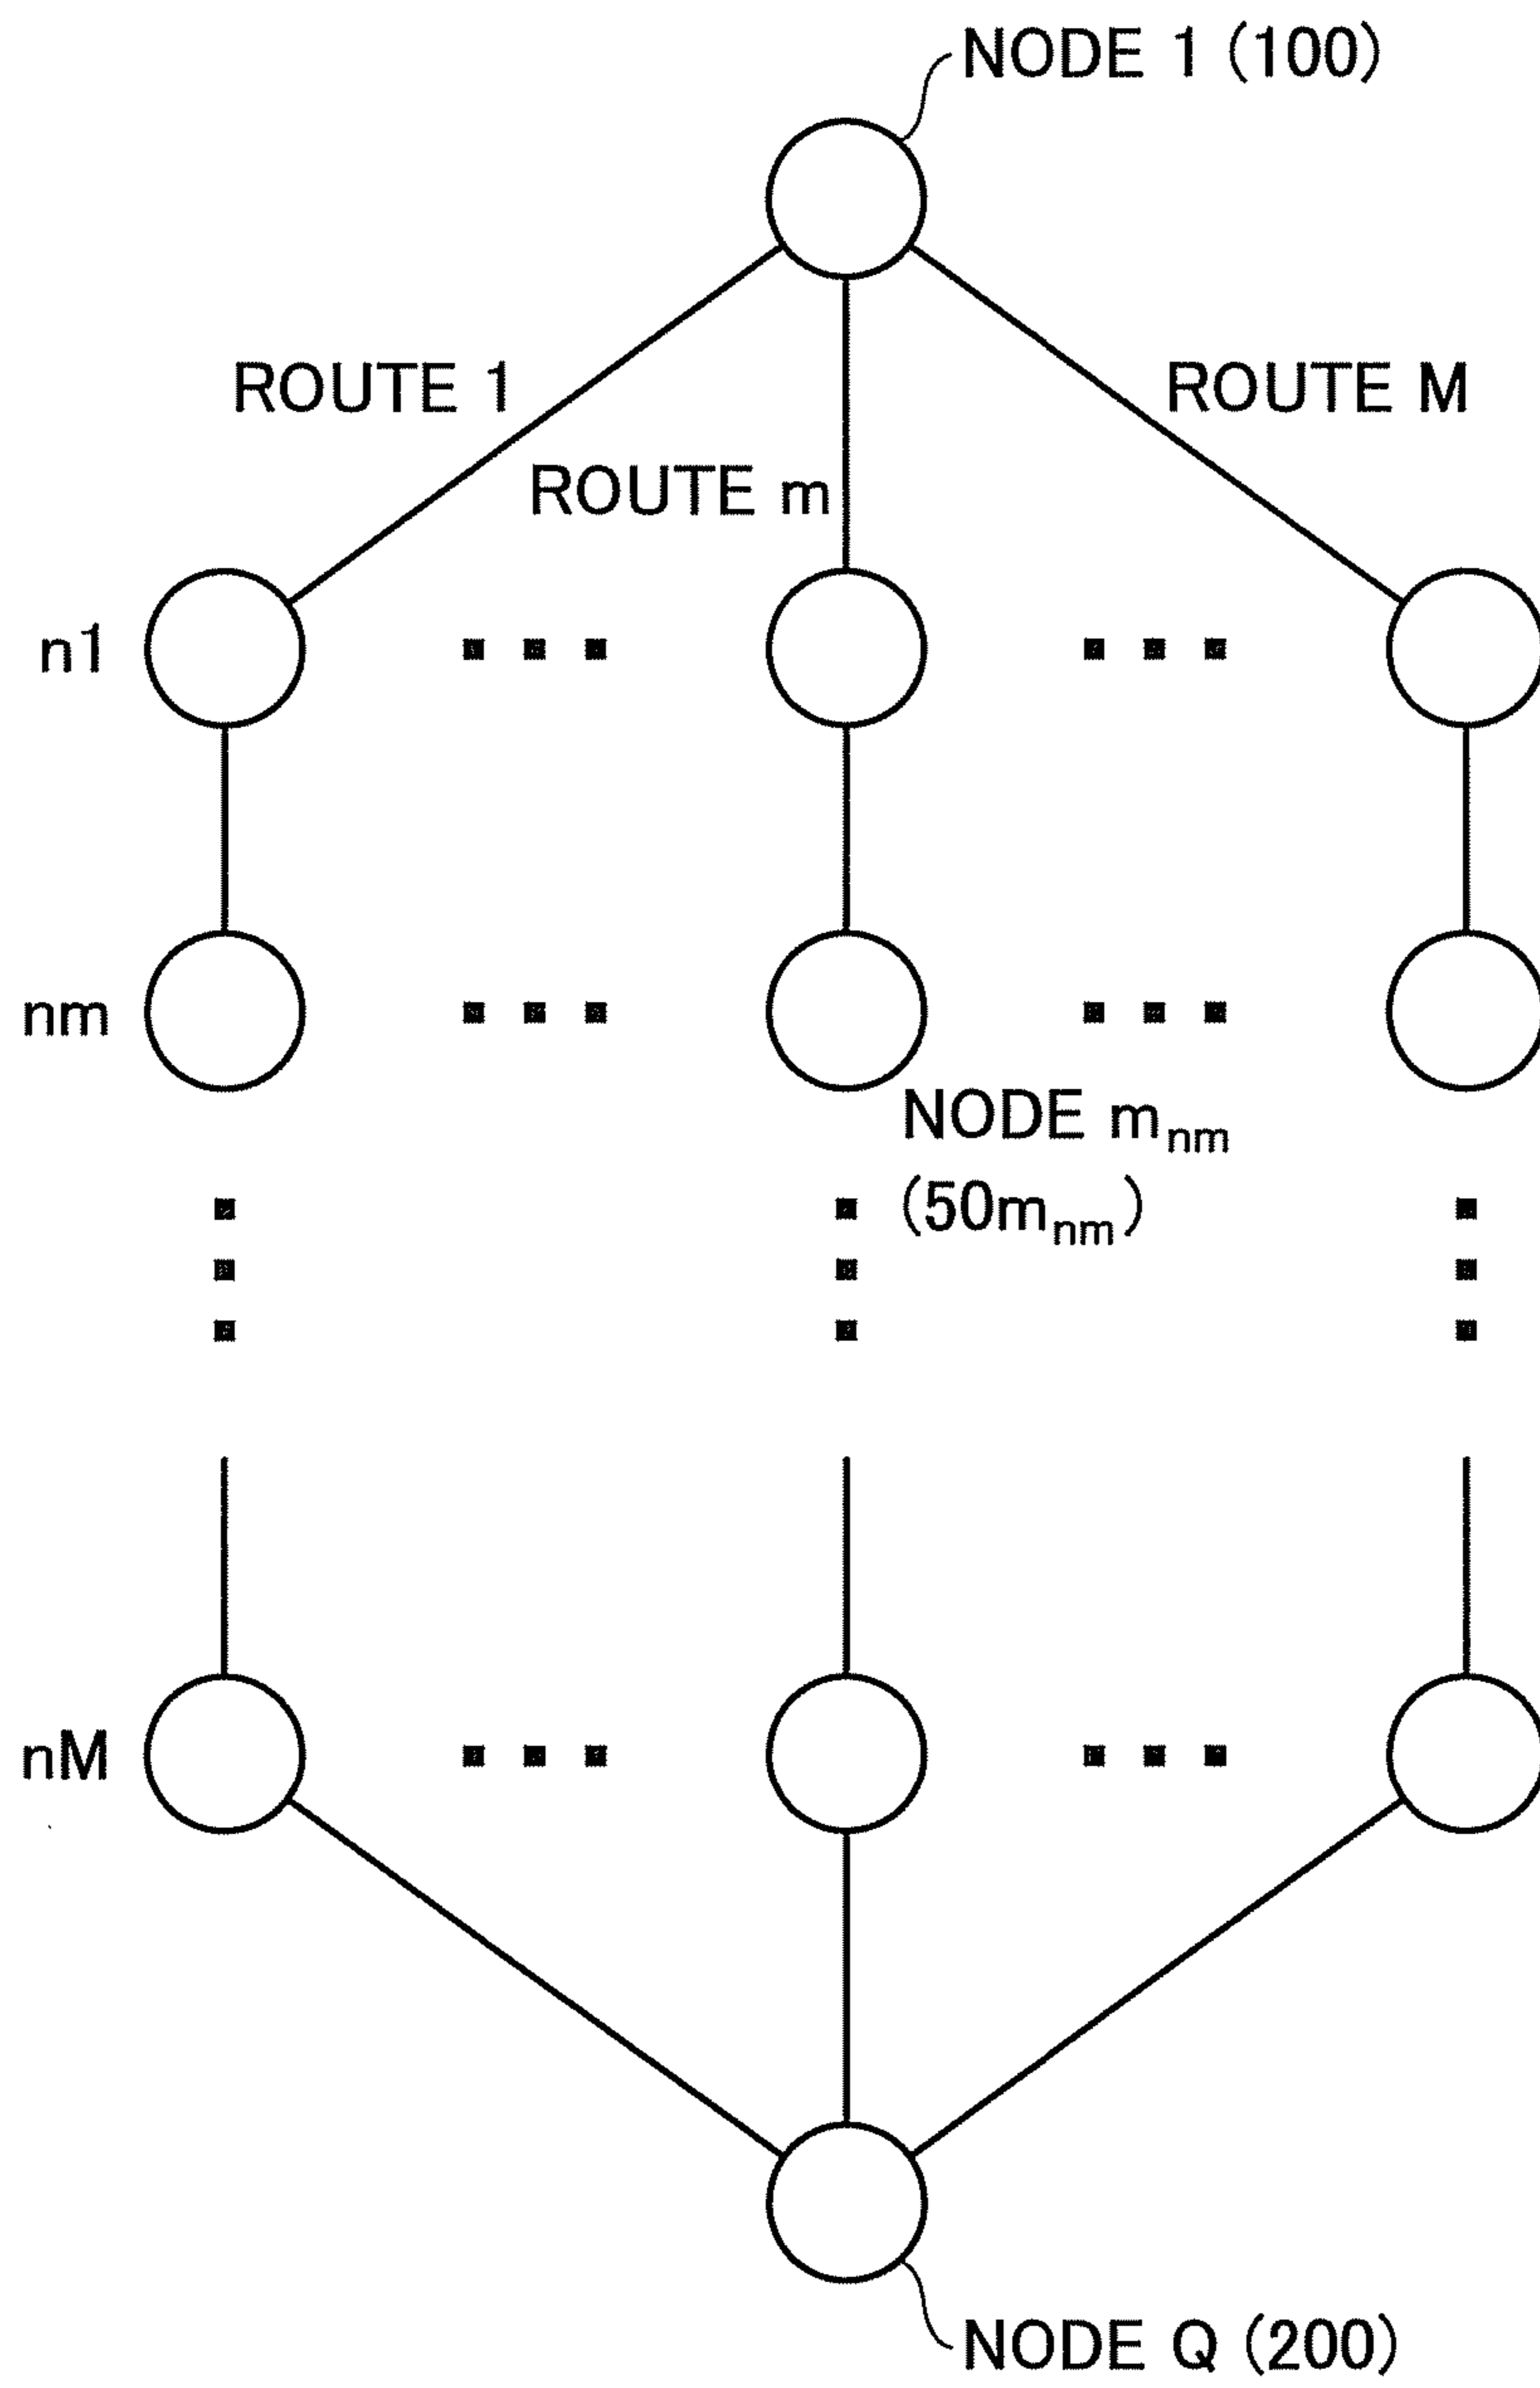 NODE 1 (100)
ROUTE 1
ROUTE M
ROUTE m
n1
nm
NODE mnm
(50mnm)
nM
NODE Q (200)